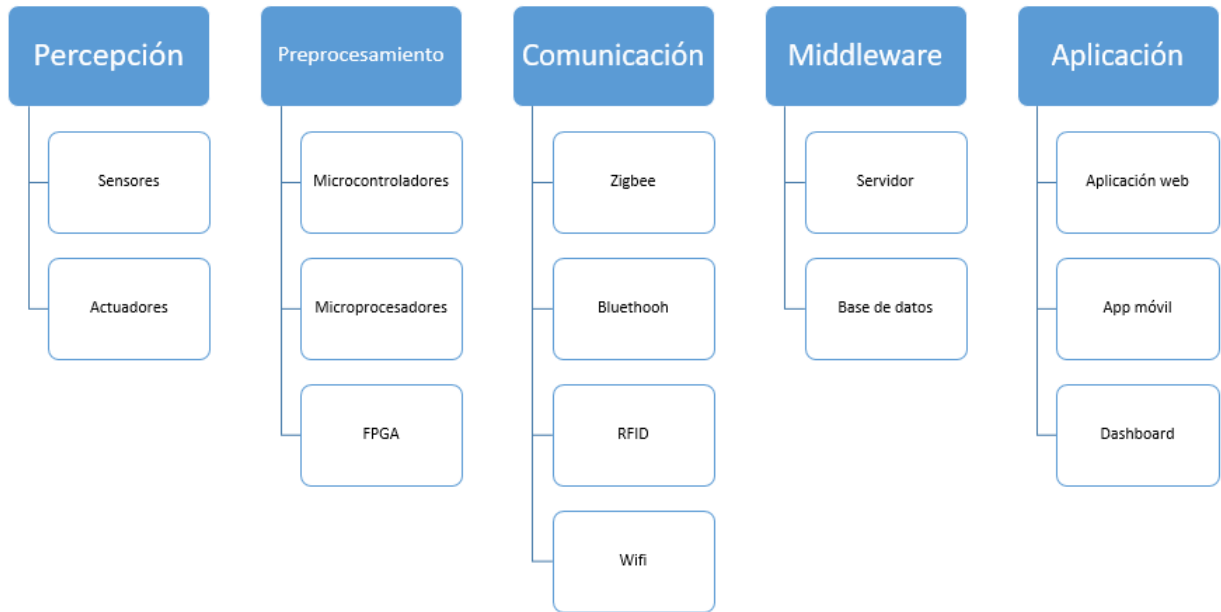 Percepción
Sensores
Actuadores
Preprocesamiento
Microcontroladores
Microprocesadores
FPGA
Comunicación
Zigbee
Bluethooh
RFID
Wifi
Middleware
Servidor
Base de datos
Aplicación
Aplicación web
App móvil
Dashboard